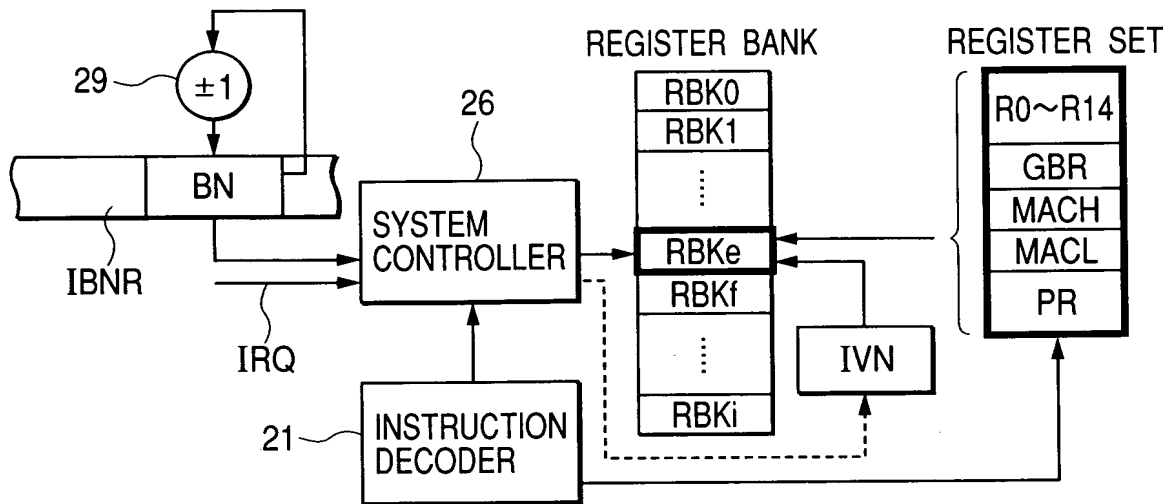 REGISTER BANK
REGISTER SET
29
±1
26
BN
IBNR
IRQ
SYSTEM
CONTROLLER
21
INSTRUCTION
DECODER
RBK0
RBK1
RBKe
RBKf
RBKi
IVN
R0～R14
GBR
MACH
MACL
PR